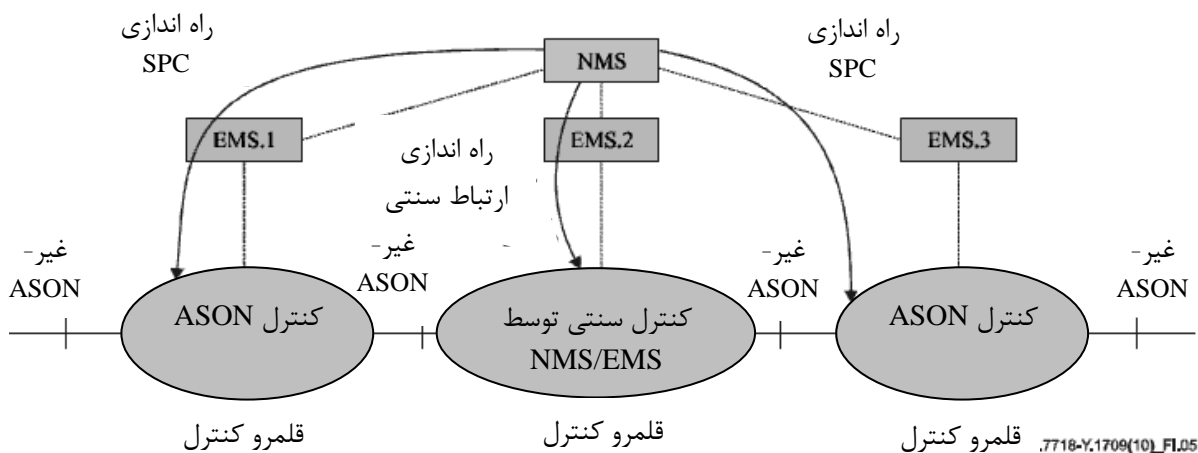 راه اندازی
SPC
NMS
راه اندازی
SPC
EMS.1
EMS.2
EMS.3
راه اندازی
ارتباط سنتی
غیر-
ASON
غیر-
ASON
غیر-
ASON
غیر-
ASON
کنترل ASON
کنترل سنتی توسط
NMS/EMS
کنترل ASON
قلمرو کنترل
قلمرو کنترل
قلمرو کنترل
.7718-Y.1709(10)_FI.05